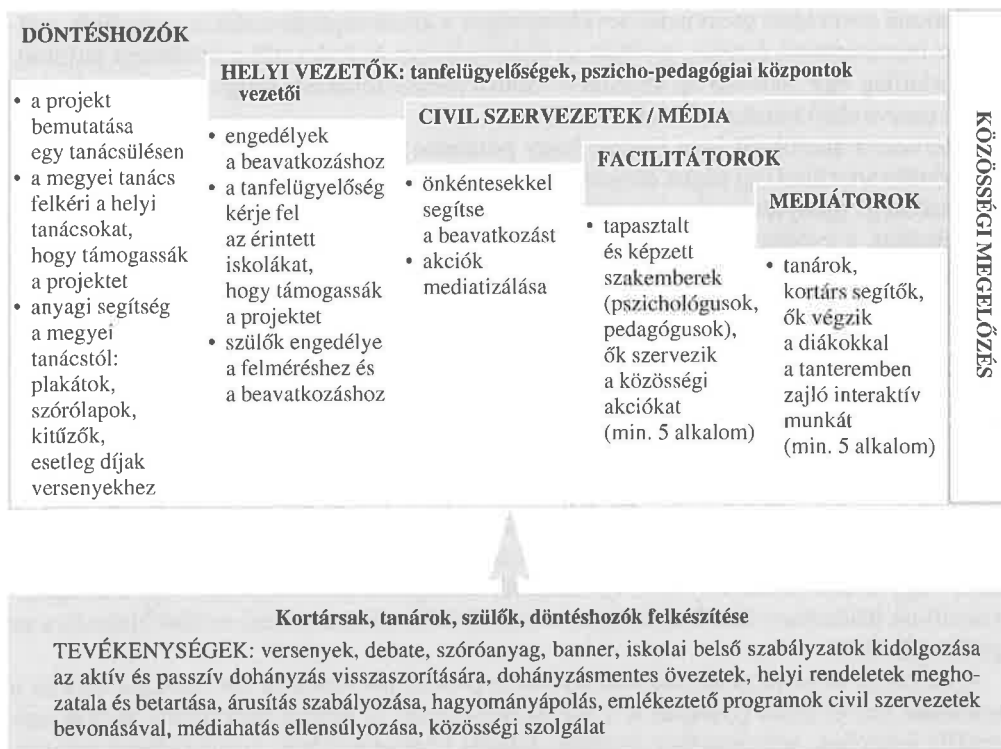 DÖNTÉSHOZÓK
• a projekt
bemutatása
egy tanácsülésen
• a megyei tanács
felkéri a helyi
tanácsokat,
hogy támogassák
a projektet
• anyagi segítség
a megyei
tanácstól:
plakátok,
szórólapok,
kitűzők,
esetleg díjak
versenyekhez
HELYI VEZETŐK: tanfelügyelőségek, pszicho-pedagógiai központok
vezetői
• engedélyek
a beavatkozáshoz
• a tanfelügyelőség
kérje fel
az érintett
iskolákat,
hogy támogassák
a projektet
• szülők engedélye
a felméréshez és
a beavatkozáshoz
CIVIL SZERVEZETEK / MÉDIA
• önkéntesekkel
segítse
a beavatkozást
• akciók
mediatizálása
FACILITÁTOROK
• tapasztalt
és képzett
szakemberek
(pszichológusok,
pedagógusok),
ők szervezik
a közösségi
akciókat
(min. 5 alkalom)
MEDIÁTOROK
• tanárok,
kortárs segítők,
ők végzik
a diákokkal
a tanteremben
zajló interaktív
munkát
(min. 5 alkalom)
KÖZÖSSÉGI MEGELŐZÉS
Kortársak, tanárok, szülők, döntéshozók felkészítése
TEVÉKENYSÉGEK: versenyek, debate, szóróanyag, banner, iskolai belső szabályzatok kidolgozása
az aktív és passzív dohányzás visszaszorítására, dohányzásmentes övezetek, helyi rendeletek megho-
zatala és betartása, árusítás szabályozása, hagyományápolás, emlékeztető programok civil szervezetek
bevonásával, médiahatás ellensúlyozása, közösségi szolgálat